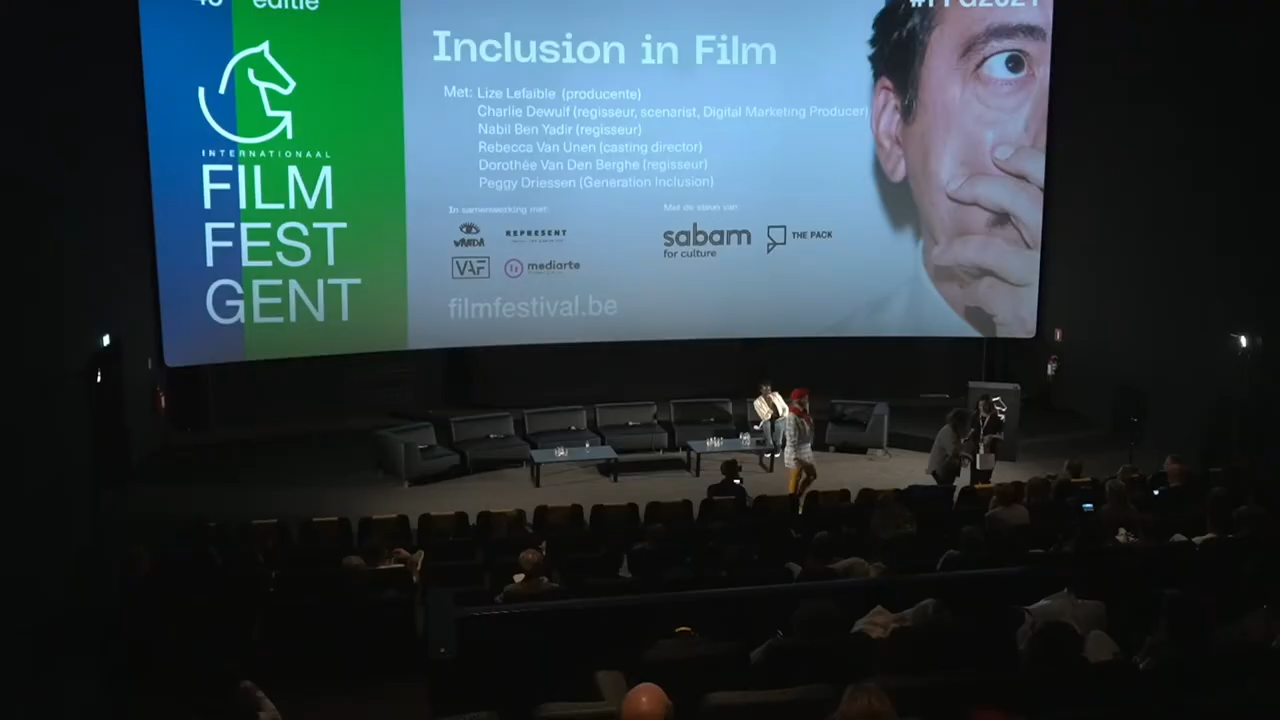 editie
INTERNATIONAAL
FILM
FEST
GENT
Inclusion in Film
Met: Lize Lefaible (producente)
Charlie Dewulf (regisseur, scenarist, Digital Marketing Producer)
Nabil Ben Yadir (regisseur)
Rebecca Van Unen (casting director)
Dorothée Van Den Berghe (regisseur)
Peggy Driessen (Generation Inclusion)
In samenwerking met:
WANDA
REPRESENT
VAF
mediarte
Met de steun van:
sabam
for culture
THE PACK
filmfestival.be